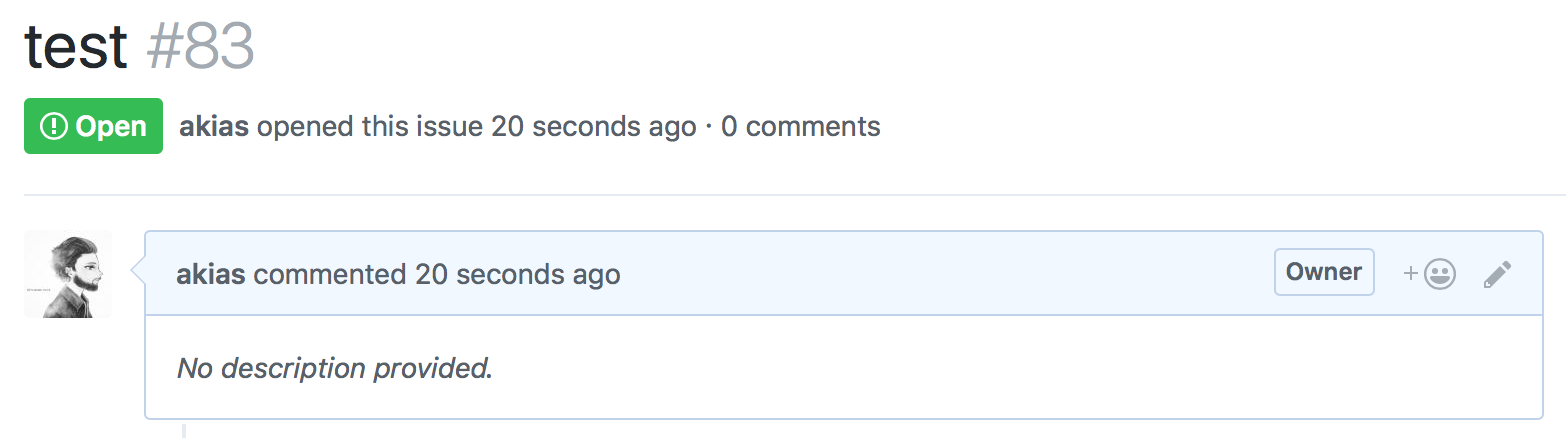 test #83
Open akias opened this issue 20 seconds ago · 0 comments
akias commented 20 seconds ago Owner
No description provided.